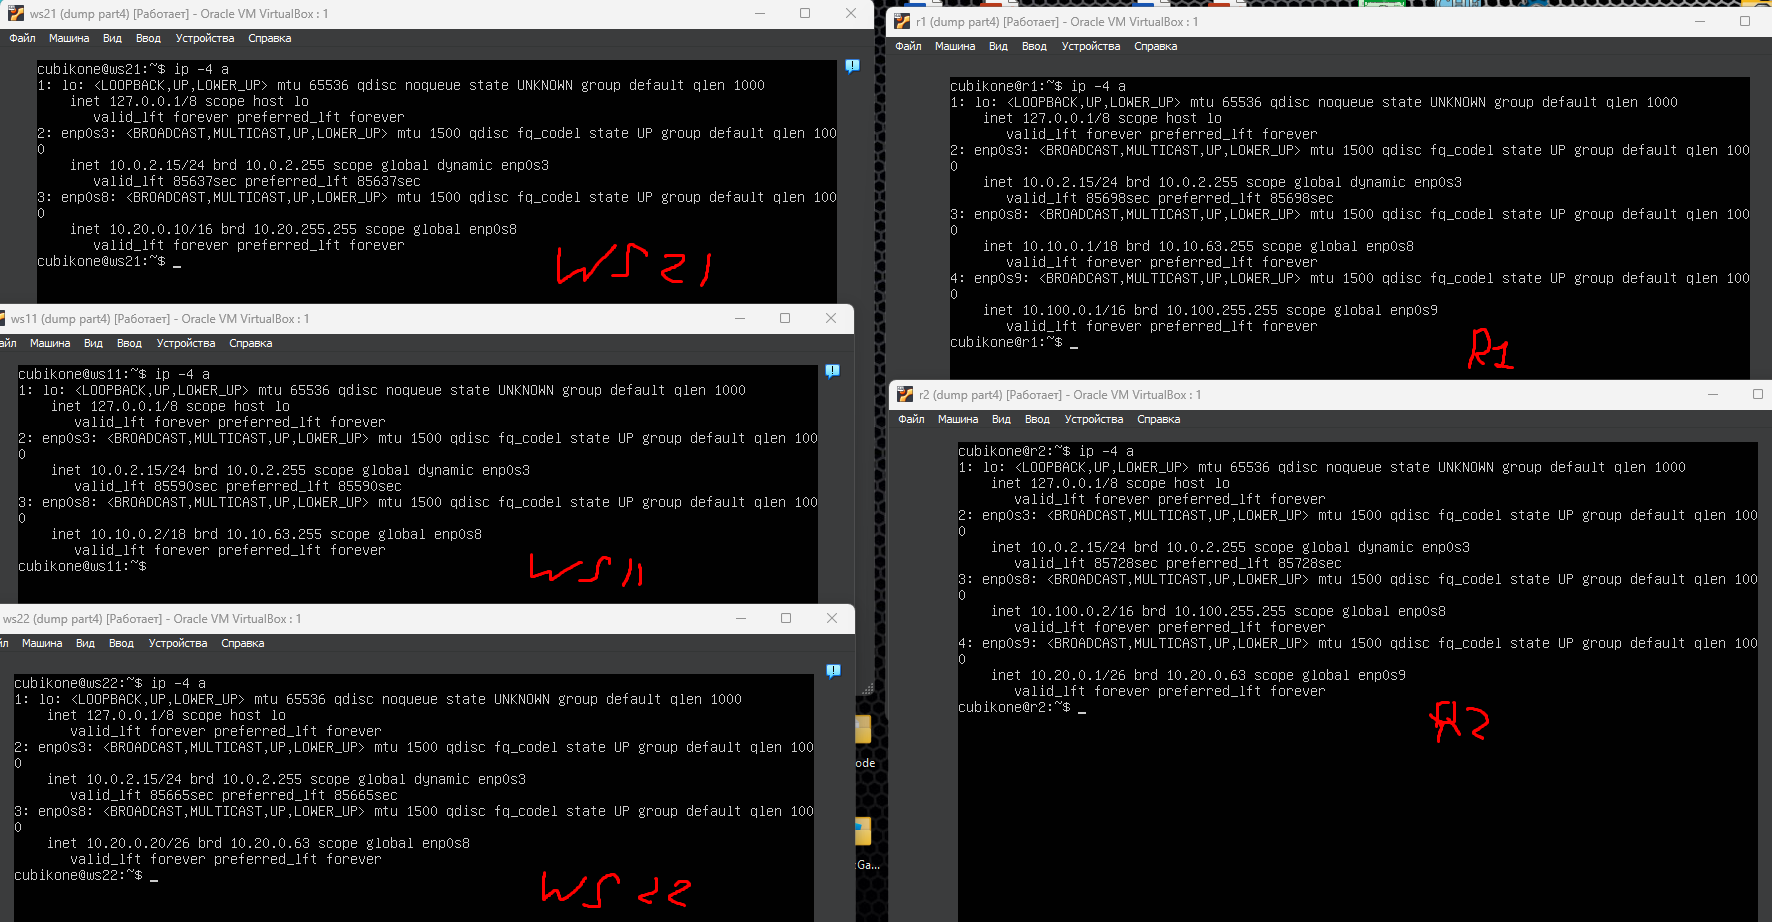 ws21 (dump part4) [Работает] - Oracle VM VirtualBox : 1
Файл Машина Вид Ввод Устройства Справка
cubikone@ws21:~$ ip -4 a
1: lo: <LOOPBACK,UP,LOWER_UP> mtu 65536 qdisc noqueue state UNKNOWN group default qlen 1000
inet 127.0.0.1/8 scope host lo
valid_lft forever preferred_lft forever
2: enp0s3: <BROADCAST,MULTICAST,UP,LOWER_UP> mtu 1500 qdisc fq_codel state UP group default qlen 100
0
inet 10.0.2.15/24 brd 10.0.2.255 scope global dynamic enp0s3
valid_lft 85637sec preferred_lft 85637sec
3: enp0s8: <BROADCAST,MULTICAST,UP,LOWER_UP> mtu 1500 qdisc fq_codel state UP group default qlen 100
0
inet 10.20.0.10/16 brd 10.20.255.255 scope global enp0s8
valid_lft forever preferred_lft forever
cubikone@ws21:~$ _
WS21
ws11 (dump part4) [Работает] - Oracle VM VirtualBox : 1
айл Машина Вид Ввод Устройства Справка
cubikone@ws11:~$ ip -4 a
1: lo: <LOOPBACK,UP,LOWER_UP> mtu 65536 qdisc noqueue state UNKNOWN group default qlen 1000
inet 127.0.0.1/8 scope host lo
valid_lft forever preferred_lft forever
2: enp0s3: <BROADCAST,MULTICAST,UP,LOWER_UP> mtu 1500 qdisc fq_codel state UP group default qlen 100
0
inet 10.0.2.15/24 brd 10.0.2.255 scope global dynamic enp0s3
valid_lft 85590sec preferred_lft 85590sec
3: enp0s8: <BROADCAST,MULTICAST,UP,LOWER_UP> mtu 1500 qdisc fq_codel state UP group default qlen 100
0
inet 10.10.0.2/18 brd 10.10.63.255 scope global enp0s8
valid_lft forever preferred_lft forever
cubikone@ws11:~$
WS11
ws22 (dump part4) [Работает] - Oracle VM VirtualBox : 1
йл Машина Вид Ввод Устройства Справка
cubikone@ws22:~$ ip -4 a
1: lo: <LOOPBACK,UP,LOWER_UP> mtu 65536 qdisc noqueue state UNKNOWN group default qlen 1000
inet 127.0.0.1/8 scope host lo
valid_lft forever preferred_lft forever
2: enp0s3: <BROADCAST,MULTICAST,UP,LOWER_UP> mtu 1500 qdisc fq_codel state UP group default qlen 100
0
inet 10.0.2.15/24 brd 10.0.2.255 scope global dynamic enp0s3
valid_lft 85665sec preferred_lft 85665sec
3: enp0s8: <BROADCAST,MULTICAST,UP,LOWER_UP> mtu 1500 qdisc fq_codel state UP group default qlen 100
0
inet 10.20.0.20/26 brd 10.20.0.63 scope global enp0s8
valid_lft forever preferred_lft forever
cubikone@ws22:~$ _
WS22
ode
:Ga...
r1 (dump part4) [Работает] - Oracle VM VirtualBox : 1
Файл Машина Вид Ввод Устройства Справка
cubikone@r1:~$ ip -4 a
1: lo: <LOOPBACK,UP,LOWER_UP> mtu 65536 qdisc noqueue state UNKNOWN group default qlen 1000
inet 127.0.0.1/8 scope host lo
valid_lft forever preferred_lft forever
2: enp0s3: <BROADCAST,MULTICAST,UP,LOWER_UP> mtu 1500 qdisc fq_codel state UP group default qlen 100
0
inet 10.0.2.15/24 brd 10.0.2.255 scope global dynamic enp0s3
valid_lft 85698sec preferred_lft 85698sec
3: enp0s8: <BROADCAST,MULTICAST,UP,LOWER_UP> mtu 1500 qdisc fq_codel state UP group default qlen 100
0
inet 10.10.0.1/18 brd 10.10.63.255 scope global enp0s8
valid_lft forever preferred_lft forever
4: enp0s9: <BROADCAST,MULTICAST,UP,LOWER_UP> mtu 1500 qdisc fq_codel state UP group default qlen 100
0
inet 10.100.0.1/16 brd 10.100.255.255 scope global enp0s9
valid_lft forever preferred_lft forever
cubikone@r1:~$ _
R1
r2 (dump part4) [Работает] - Oracle VM VirtualBox : 1
Файл Машина Вид Ввод Устройства Справка
cubikone@r2:~$ ip -4 a
1: lo: <LOOPBACK,UP,LOWER_UP> mtu 65536 qdisc noqueue state UNKNOWN group default qlen 1000
inet 127.0.0.1/8 scope host lo
valid_lft forever preferred_lft forever
2: enp0s3: <BROADCAST,MULTICAST,UP,LOWER_UP> mtu 1500 qdisc fq_codel state UP group default qlen 100
0
inet 10.0.2.15/24 brd 10.0.2.255 scope global dynamic enp0s3
valid_lft 85728sec preferred_lft 85728sec
3: enp0s8: <BROADCAST,MULTICAST,UP,LOWER_UP> mtu 1500 qdisc fq_codel state UP group default qlen 100
0
inet 10.100.0.2/16 brd 10.100.255.255 scope global enp0s8
valid_lft forever preferred_lft forever
4: enp0s9: <BROADCAST,MULTICAST,UP,LOWER_UP> mtu 1500 qdisc fq_codel state UP group default qlen 100
0
inet 10.20.0.1/26 brd 10.20.0.63 scope global enp0s9
valid_lft forever preferred_lft forever
cubikone@r2:~$ _
R2